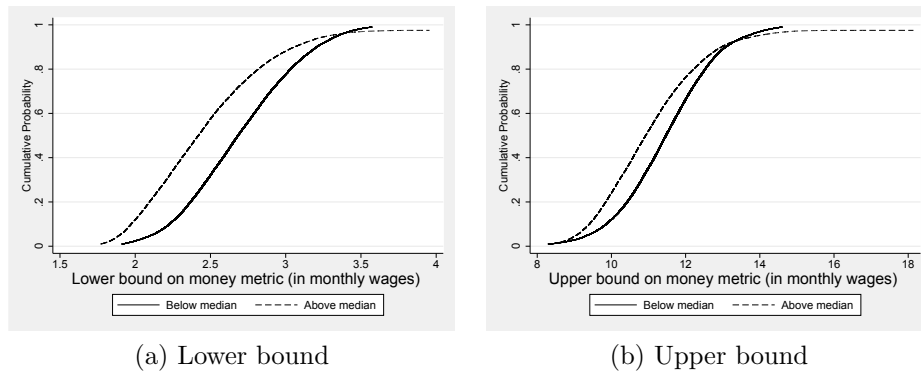 Cumulative Probability
0 .2 .4 .6 .8 1
1.5 2 2.5 3 3.5 4
Lower bound on money metric (in monthly wages)
Below median Above median
(a) Lower bound
Cumulative Probability
0 .2 .4 .6 .8 1
8 10 12 14 16 18
Upper bound on money metric (in monthly wages)
Below median Above median
(b) Upper bound